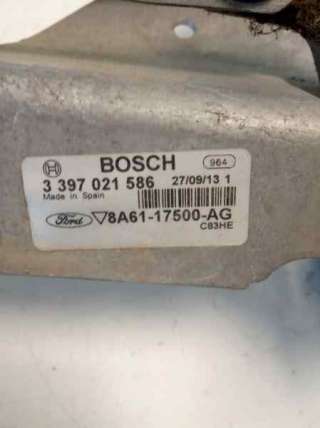 BOSCH 964
3 397 021 586 27/09/13 1
Made in Spain
Ford 8A61-17500-AG
C83HE